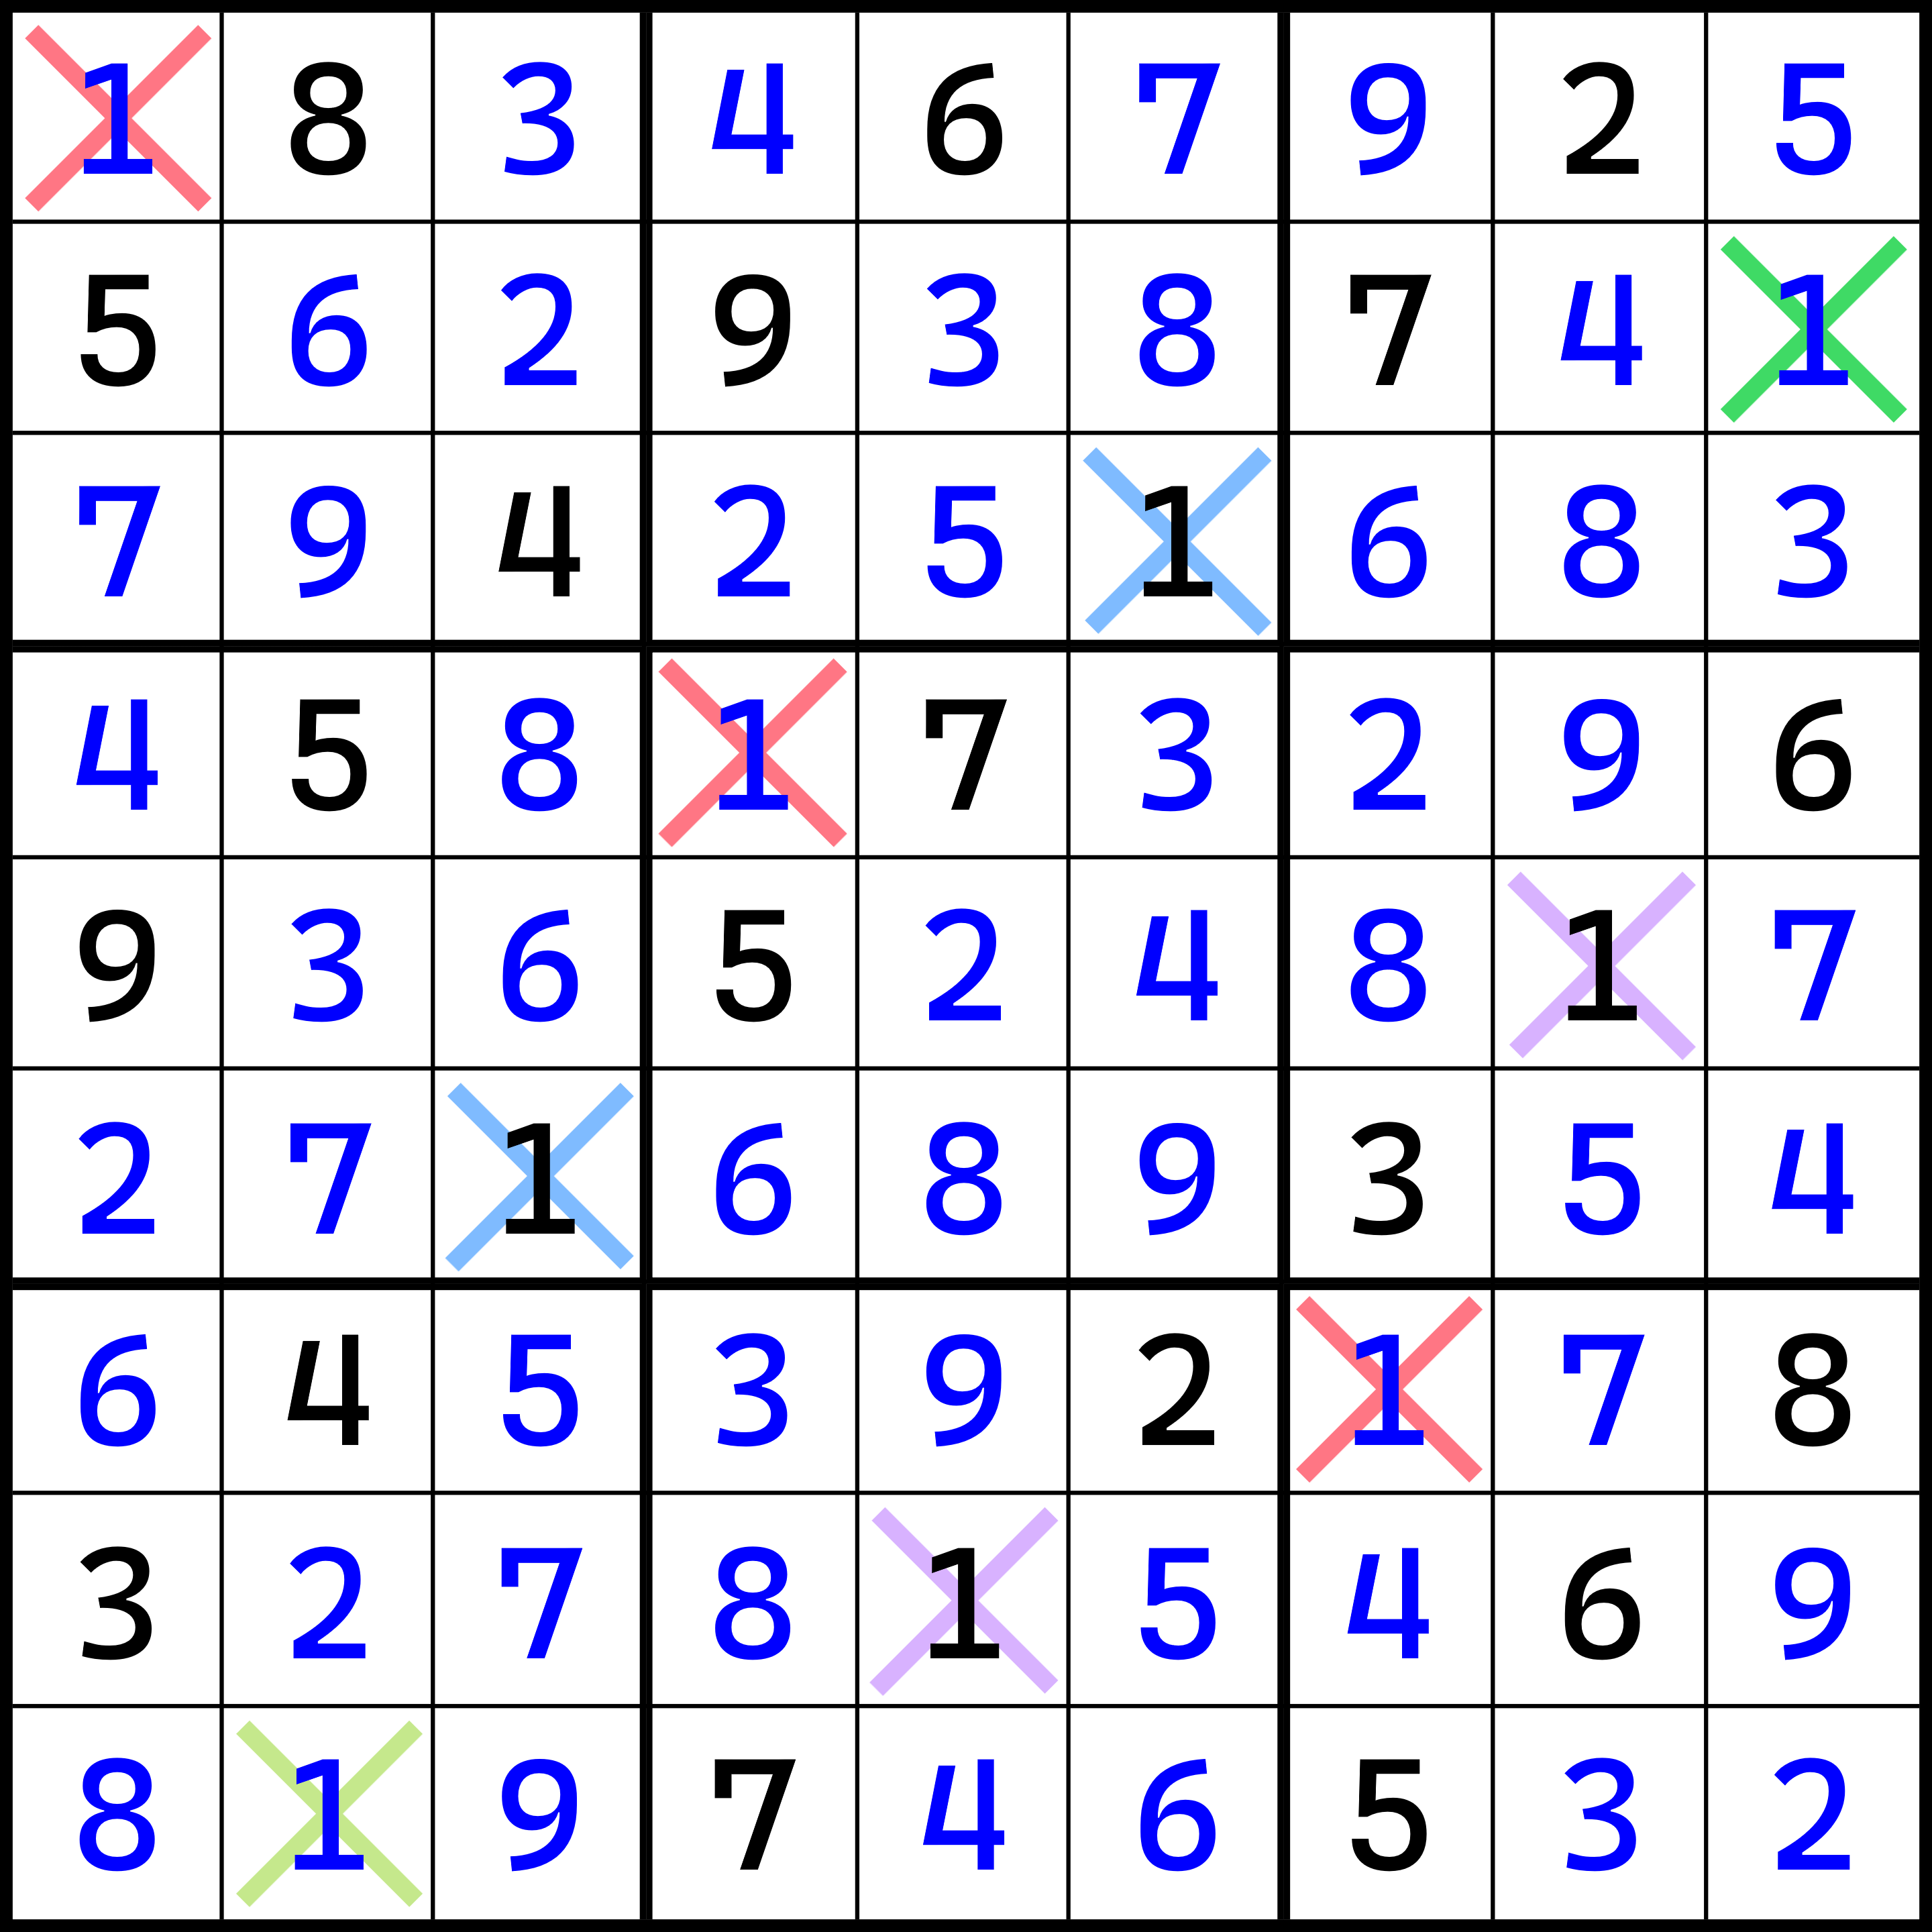 1 8 3 4 6 7 9 2 5
5 6 2 9 3 8 7 4 1
7 9 4 2 5 1 6 8 3
4 5 8 1 7 3 2 9 6
9 3 6 5 2 4 8 1 7
2 7 1 6 8 9 3 5 4
6 4 5 3 9 2 1 7 8
3 2 7 8 1 5 4 6 9
8 1 9 7 4 6 5 3 2